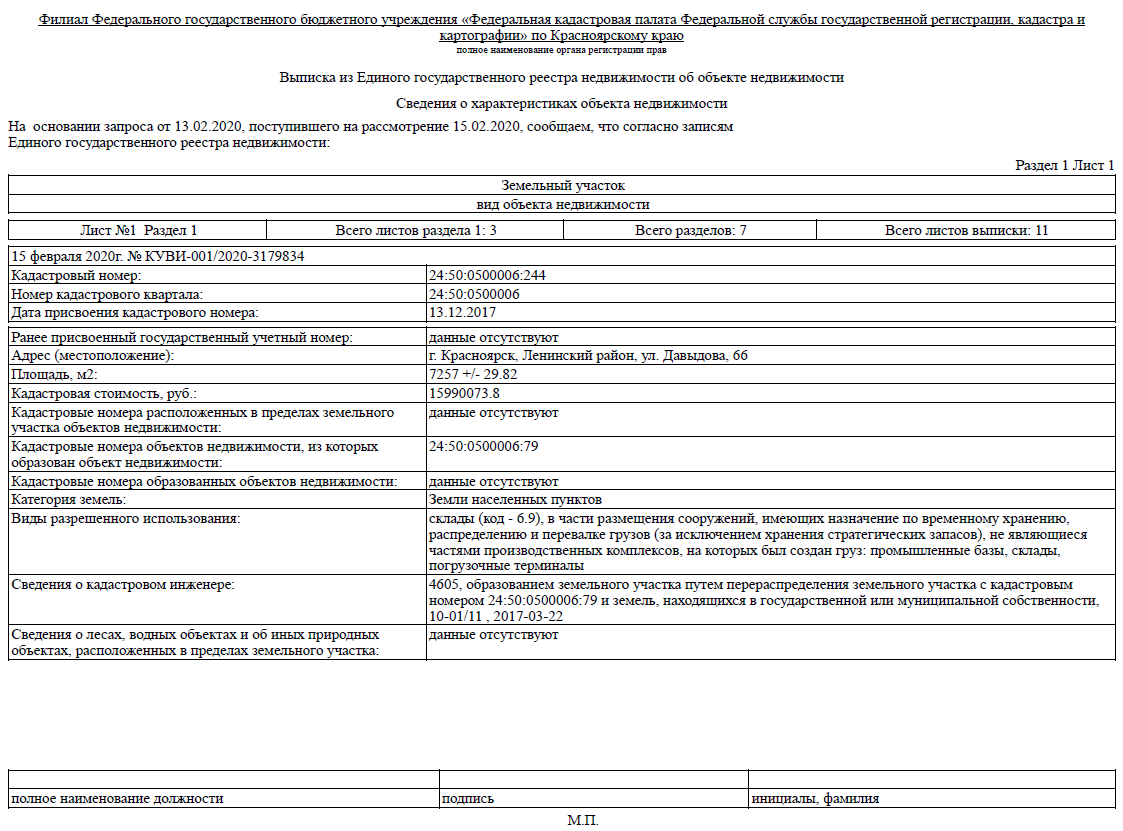 Филиал Федерального государственного бюджетного учреждения «Федеральная кадастровая палата Федеральной службы государственной регистрации, кадастра и
картографии» по Красноярскому краю
полное наименование органа регистрации прав
Выписка из Единого государственного реестра недвижимости об объекте недвижимости
Сведения о характеристиках объекта недвижимости
На основании запроса от 13.02.2020, поступившего на рассмотрение 15.02.2020, сообщаем, что согласно записям
Единого государственного реестра недвижимости:
Раздел 1 Лист 1
Земельный участок
вид объекта недвижимости
Лист №1 Раздел 1 Всего листов раздела 1: 3 Всего разделов: 7 Всего листов выписки: 11
15 февраля 2020г. № КУВИ-001/2020-3179834
Кадастровый номер: 24:50:0500006:244
Номер кадастрового квартала: 24:50:0500006
Дата присвоения кадастрового номера: 13.12.2017
Ранее присвоенный государственный учетный номер: данные отсутствуют
Адрес (местоположение): г. Красноярск, Ленинский район, ул. Давыдова, 66
Площадь, м2: 7257 +/- 29.82
Кадастровая стоимость, руб.: 15990073.8
Кадастровые номера расположенных в пределах земельного данные отсутствуют
участка объектов недвижимости:
Кадастровые номера объектов недвижимости, из которых 24:50:0500006:79
образован объект недвижимости:
Кадастровые номера образованных объектов недвижимости: данные отсутствуют
Категория земель: Земли населенных пунктов
Виды разрешенного использования: склады (код - 6.9), в части размещения сооружений, имеющих назначение по временному хранению,
распределению и перевалке грузов (за исключением хранения стратегических запасов), не являющиеся
частями производственных комплексов, на которых был создан груз: промышленные базы, склады,
погрузочные терминалы
Сведения о кадастровом инженере: 4605, образованием земельного участка путем перераспределения земельного участка с кадастровым
номером 24:50:0500006:79 и земель, находящихся в государственной или муниципальной собственности,
10-01/11 , 2017-03-22
Сведения о лесах, водных объектах и об иных природных данные отсутствуют
объектах, расположенных в пределах земельного участка:
полное наименование должности подпись инициалы, фамилия
М.П.